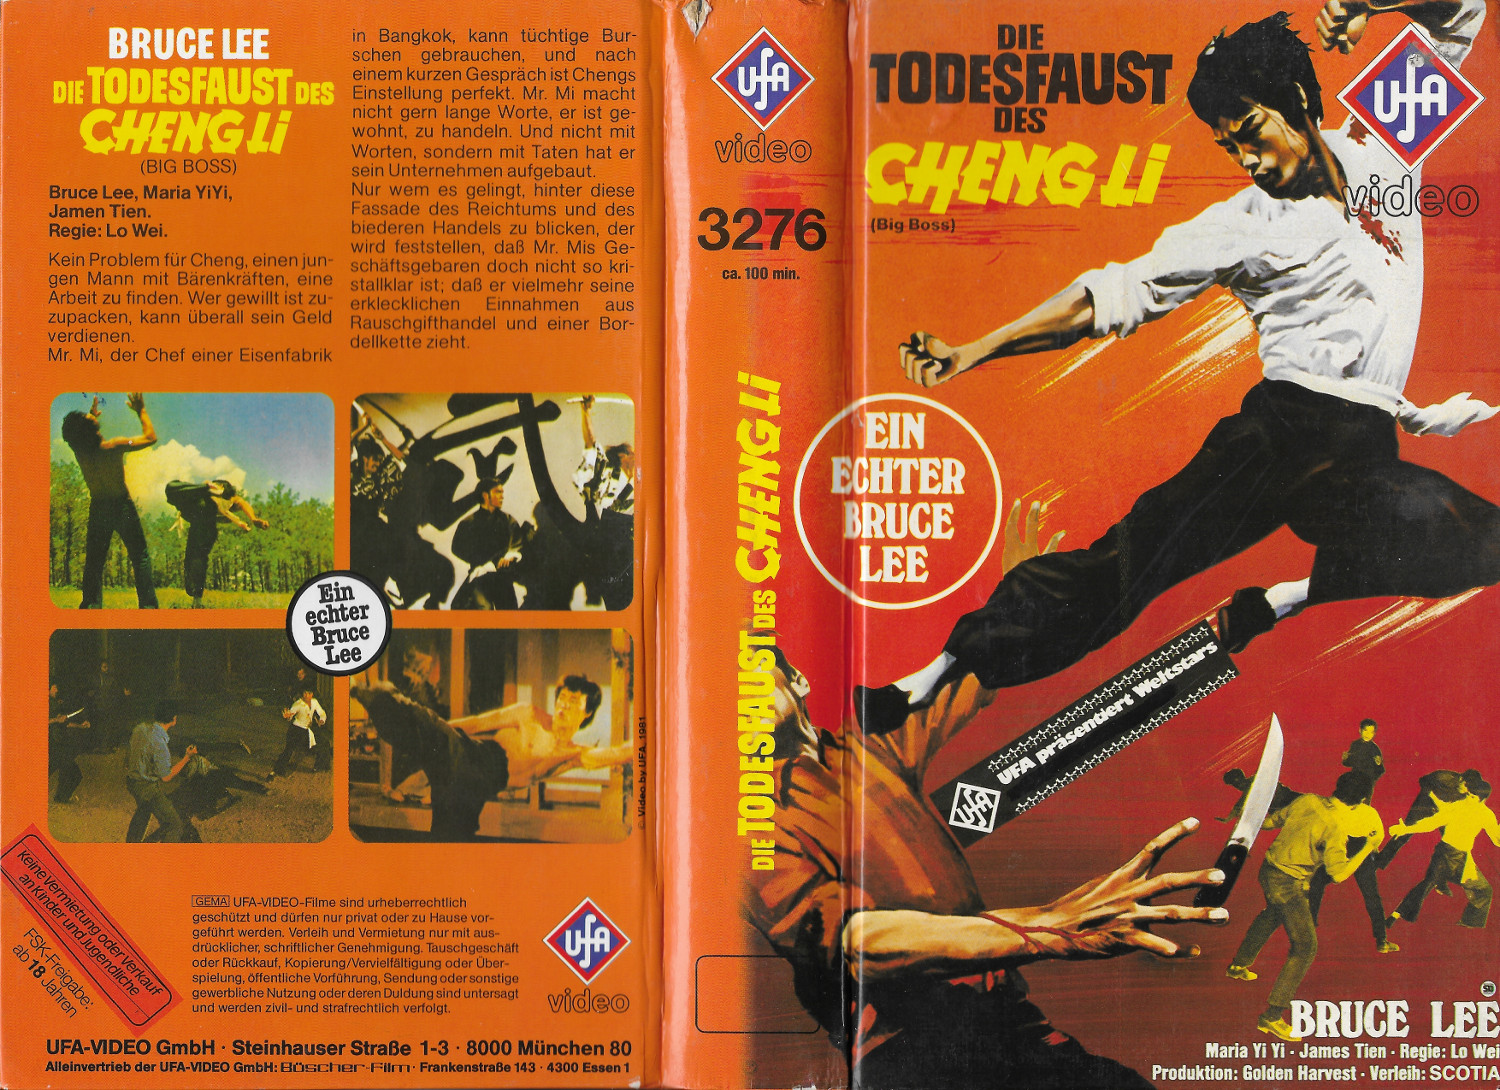 BRUCE LEE
DIE TODESFAUST DES
CHENG LI
(BIG BOSS)
Bruce Lee, Maria YiYi,
Jamen Tien.
Regie: Lo Wei.
Kein Problem für Cheng, einen jun-
gen Mann mit Bärenkräften, eine
Arbeit zu finden. Wer gewillt ist zu-
zupacken, kann überall sein Geld
verdienen.
Mr. Mi, der Chef einer Eisenfabrik
in Bangkok, kann tüchtige Bur-
schen gebrauchen, und nach
einem kurzen Gespräch ist Chengs
Einstellung perfekt. Mr. Mi macht
nicht gern lange Worte, er ist ge-
wohnt, zu handeln. Und nicht mit
Worten, sondern mit Taten hat er
sein Unternehmen aufgebaut.
Nur wem es gelingt, hinter diese
Fassade des Reichtums und des
biederen Handels zu blicken, der
wird feststellen, daß Mr. Mis Ge-
schäftsgebaren doch nicht so kri-
stallklar ist; daß er vielmehr seine
erklecklichen Einnahmen aus
Rauschgifthandel und einer Bor-
dellkette zieht.
武
Ein
echter
Bruce
Lee
© Video by UFA, 1981
Keine Vermietung oder Verkauf
an Kinder und Jugendliche
FSK-Freigabe:
ab 18 Jahren
GEMA UFA-VIDEO-Filme sind urheberrechtlich
geschützt und dürfen nur privat oder zu Hause vor-
geführt werden. Verleih und Vermietung nur mit aus-
drücklicher, schriftlicher Genehmigung. Tauschgeschäft
oder Rückkauf, Kopierung/Vervielfältigung oder Über-
spielung, öffentliche Vorführung, Sendung oder sonstige
gewerbliche Nutzung oder deren Duldung sind untersagt
und werden zivil- und strafrechtlich verfolgt.
UFA
video
UFA-VIDEO GmbH · Steinhauser Straße 1-3 · 8000 München 80
Alleinvertrieb der UFA-VIDEO GmbH: Böscher-Film · Frankenstraße 143 · 4300 Essen 1
UFA
video
3276
ca. 100 min.
DIE TODESFAUST DES CHENG LI
DIE
TODESFAUST
DES
CHENG LI
(Big Boss)
UFA
video
EIN
ECHTER
BRUCE
LEE
UFA
UFA präsentiert Weltstars
BRUCE LEE
Maria Yi Yi · James Tien · Regie: Lo Wei
Produktion: Golden Harvest · Verleih: SCOTIA